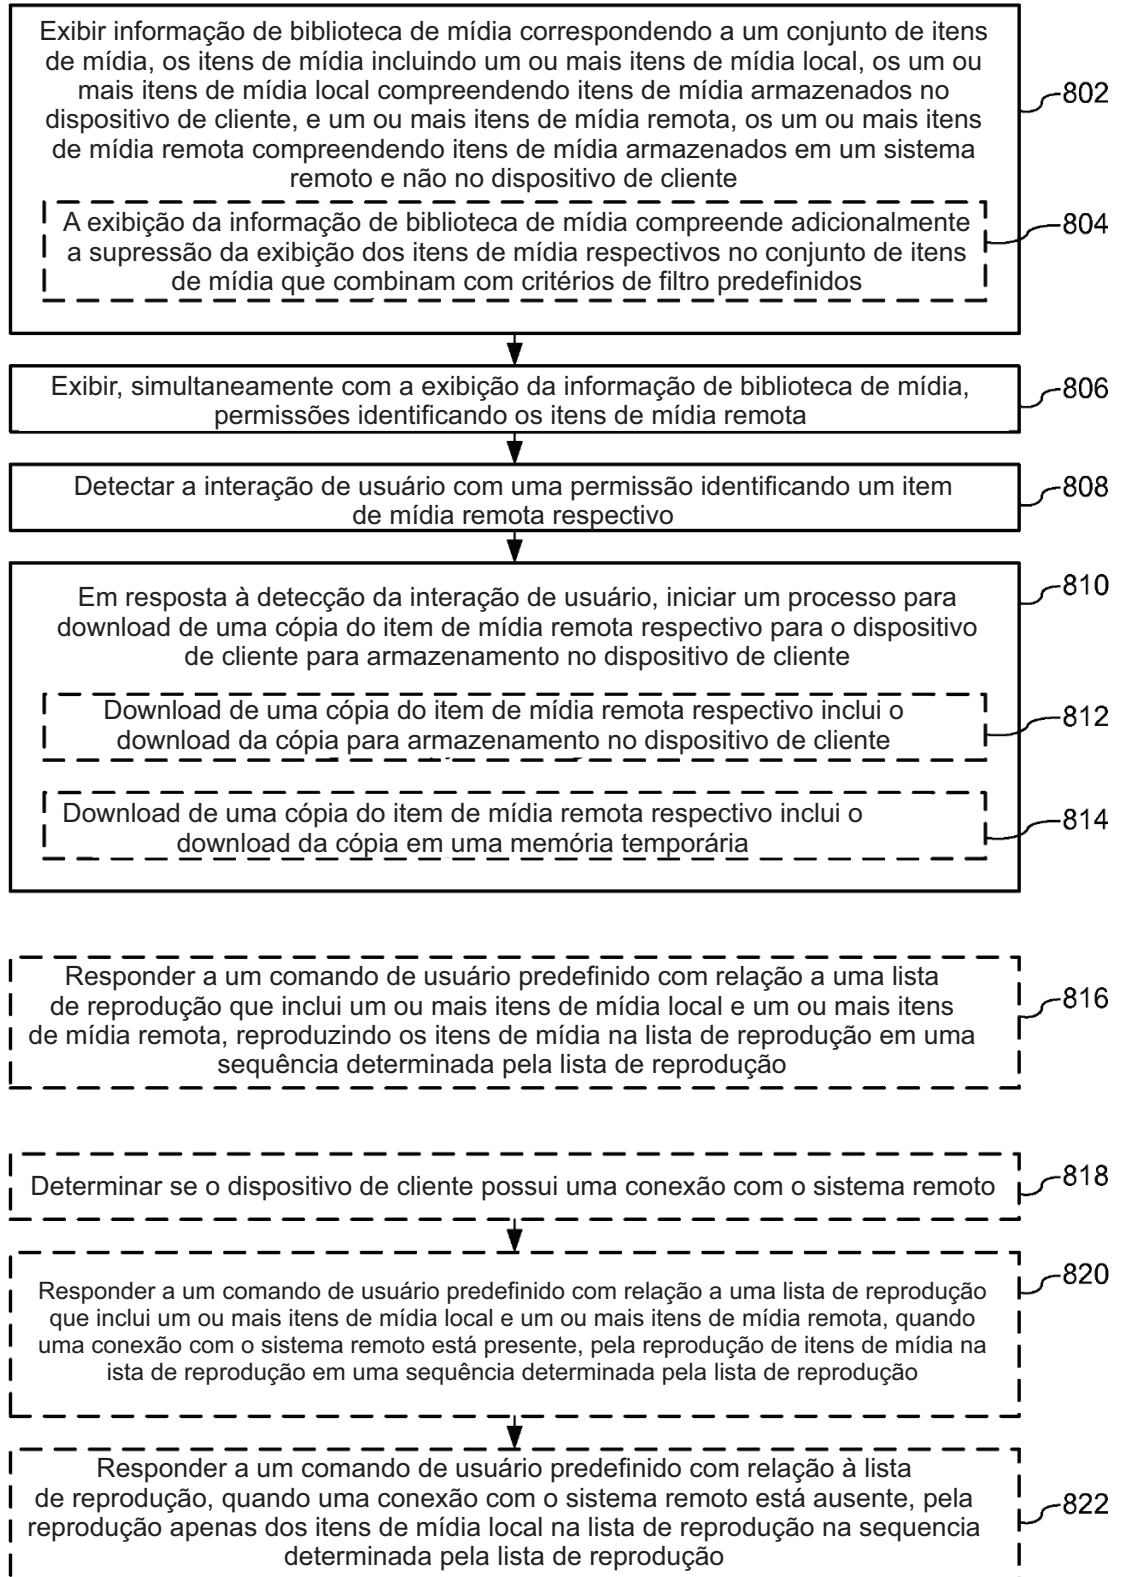 Exibir informação de biblioteca de mídia correspondendo a um conjunto de itens
de mídia, os itens de mídia incluindo um ou mais itens de mídia local, os um ou
mais itens de mídia local compreendendo itens de mídia armazenados no
dispositivo de cliente, e um ou mais itens de mídia remota, os um ou mais itens
de mídia remota compreendendo itens de mídia armazenados em um sistema
remoto e não no dispositivo de cliente
802
A exibição da informação de biblioteca de mídia compreende adicionalmente
a supressão da exibição dos itens de mídia respectivos no conjunto de itens
de mídia que combinam com critérios de filtro predefinidos
804
Exibir, simultaneamente com a exibição da informação de biblioteca de mídia,
permissões identificando os itens de mídia remota
806
Detectar a interação de usuário com uma permissão identificando um item
de mídia remota respectivo
808
Em resposta à detecção da interação de usuário, iniciar um processo para
download de uma cópia do item de mídia remota respectivo para o dispositivo
de cliente para armazenamento no dispositivo de cliente
810
Download de uma cópia do item de mídia remota respectivo inclui o
download da cópia para armazenamento no dispositivo de cliente
812
Download de uma cópia do item de mídia remota respectivo inclui o
download da cópia em uma memória temporária
814
Responder a um comando de usuário predefinido com relação a uma lista
de reprodução que inclui um ou mais itens de mídia local e um ou mais itens
de mídia remota, reproduzindo os itens de mídia na lista de reprodução em uma
sequência determinada pela lista de reprodução
816
Determinar se o dispositivo de cliente possui uma conexão com o sistema remoto
818
Responder a um comando de usuário predefinido com relação a uma lista de reprodução
que inclui um ou mais itens de mídia local e um ou mais itens de mídia remota, quando
uma conexão com o sistema remoto está presente, pela reprodução de itens de mídia na
ista de reprodução em uma sequência determinada pela lista de reprodução
820
Responder a um comando de usuário predefinido com relação à lista
de reprodução, quando uma conexão com o sistema remoto está ausente, pela
reprodução apenas dos itens de mídia local na lista de reprodução na sequencia
determinada pela lista de reprodução
822